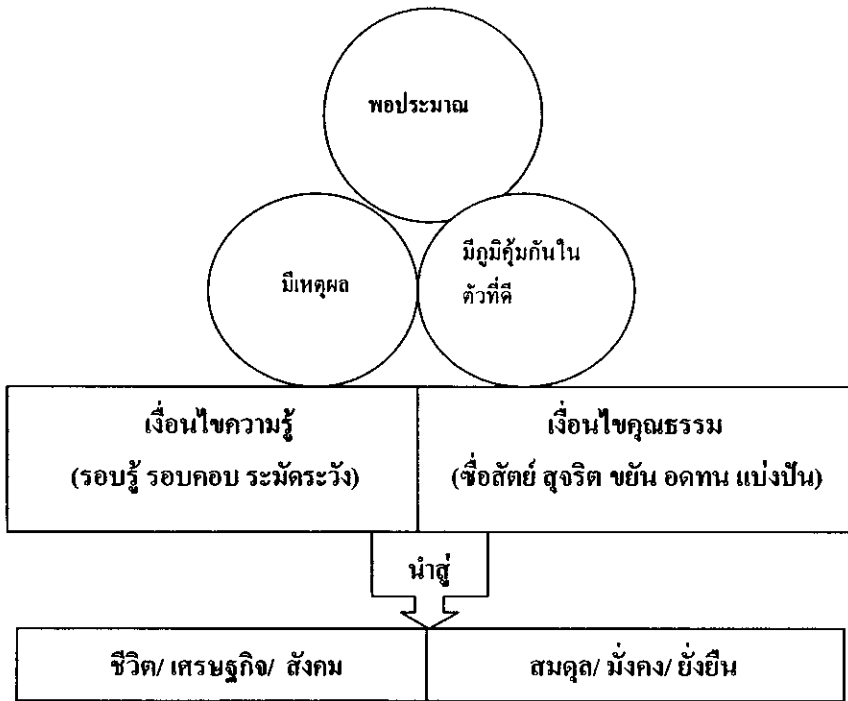 พอประมาณ
มีเหตุผล
มีภูมิคุ้มกันใน
ตัวที่ดี
เงื่อนไขความรู้
(รอบรู้ รอบคอบ ระมัดระวัง)
เงื่อนไขคุณธรรม
(ซื่อสัตย์ สุจริต ขยัน อดทน แบ่งปัน)
นำสู่
ชีวิต/ เศรษฐกิจ/ สังคม
สมดุล/ มั่งคง/ ยั่งยืน